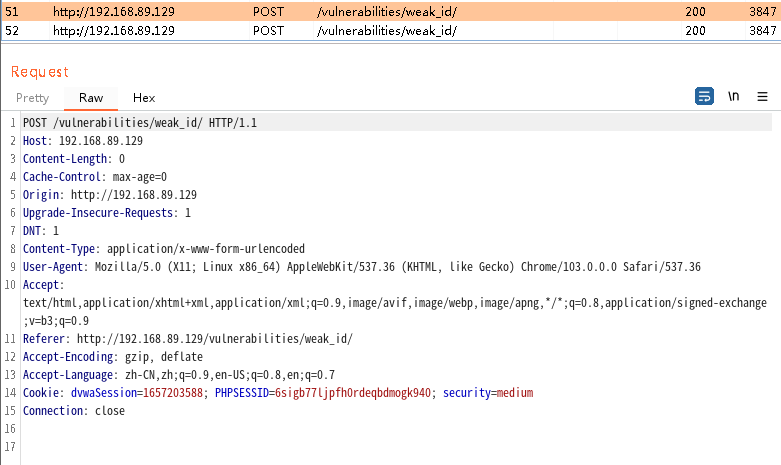 51 http://192.168.89.129 POST /vulnerabilities/weak_id/ 200 3847
52 http://192.168.89.129 POST /vulnerabilities/weak_id/ 200 3847
Request
Pretty Raw Hex \n
1 POST /vulnerabilities/weak_id/ HTTP/1.1
2 Host: 192.168.89.129
3 Content-Length: 0
4 Cache-Control: max-age=0
5 Origin: http://192.168.89.129
6 Upgrade-Insecure-Requests: 1
7 DNT: 1
8 Content-Type: application/x-www-form-urlencoded
9 User-Agent: Mozilla/5.0 (X11; Linux x86_64) AppleWebKit/537.36 (KHTML, like Gecko) Chrome/103.0.0.0 Safari/537.36
10 Accept:
text/html,application/xhtml+xml,application/xml;q=0.9,image/avif,image/webp,image/apng,*/*;q=0.8,application/signed-exchange
;v=b3;q=0.9
11 Referer: http://192.168.89.129/vulnerabilities/weak_id/
12 Accept-Encoding: gzip, deflate
13 Accept-Language: zh-CN,zh;q=0.9,en-US;q=0.8,en;q=0.7
14 Cookie: dvwaSession=1657203588; PHPSESSID=6sigb77ljpfh0rdeqbdmogk940; security=medium
15 Connection: close
16
17